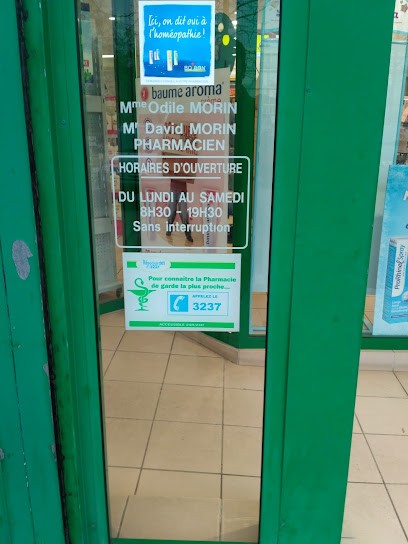 Ici, on dit oui à
l'homéopathie !
BOIRON
baume aroma
Mme Odile MORIN
Mr David MORIN
PHARMACIEN
HORAIRES D'OUVERTURE
DU LUNDI AU SAMEDI
8H30 - 19H30
Sans interruption
Pour connaître la Pharmacie
de garde la plus proche...
APPELEZ LE
3237